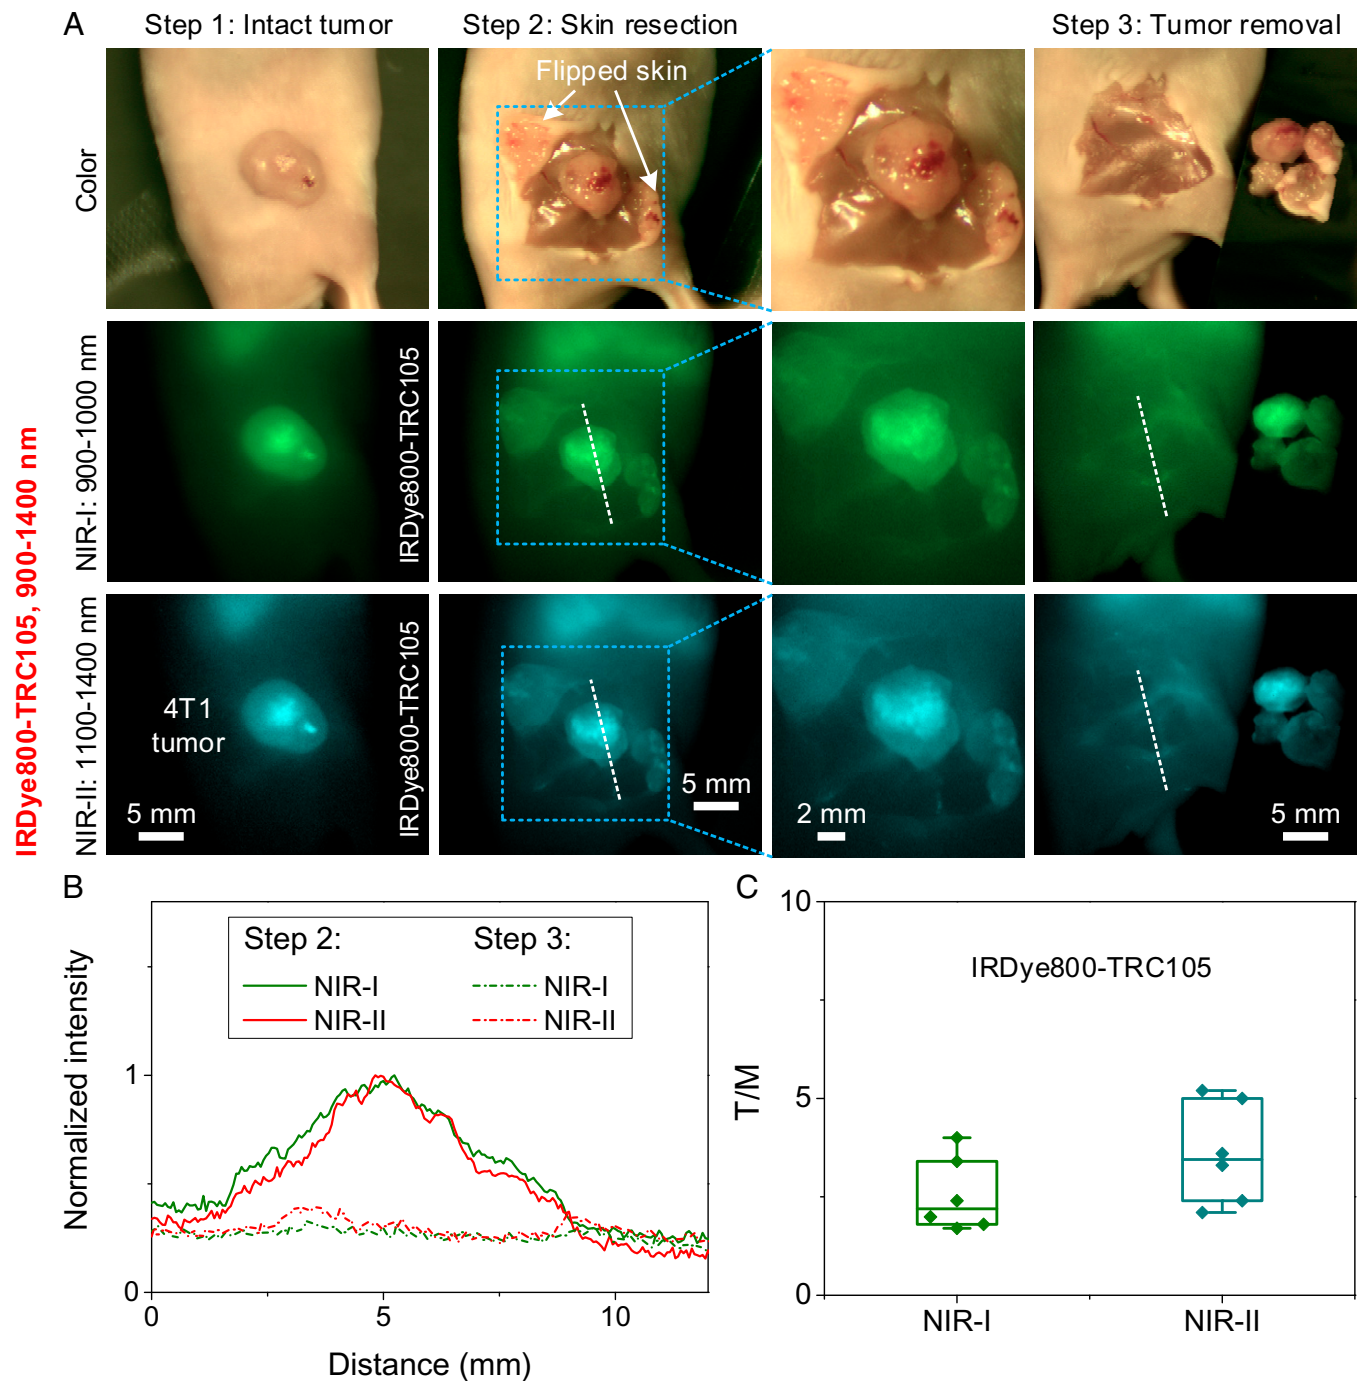 A
Step 1: Intact tumor
Step 2: Skin resection
Step 3: Tumor removal
Color
Flipped skin
IRDye800-TRC105, 900-1400 nm
NIR-I: 900-1000 nm
IRDye800-TRC105
NIR-II: 1100-1400 nm
4T1
tumor
5 mm
IRDye800-TRC105
5 mm
2 mm
5 mm
B
Normalized intensity
Step 2:
Step 3:
NIR-I
NIR-I
NIR-II
NIR-II
1
0
0
5
10
Distance (mm)
C
T/M
10
5
0
IRDye800-TRC105
NIR-I
NIR-II